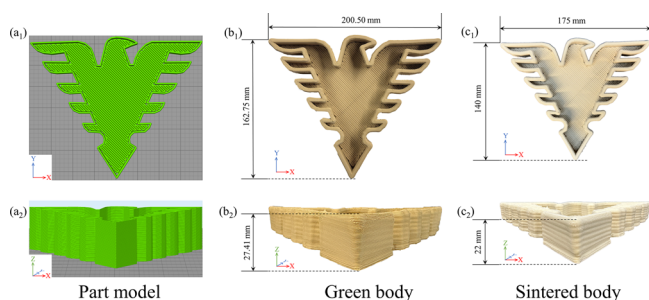 (a1)
(b1)
200.50 mm
(c1)
175 mm
162.75 mm
140 mm
Y
X
Y
X
Y
X
(a2)
(b2)
(c2)
27.41 mm
22 mm
Z
X
Z
X
Z
X
Part model
Green body
Sintered body